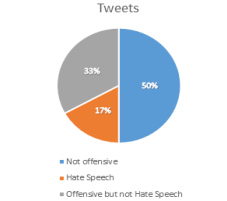 Tweets
33%
50%
17%
Not offensive
Hate Speech
Offensive but not Hate Speech